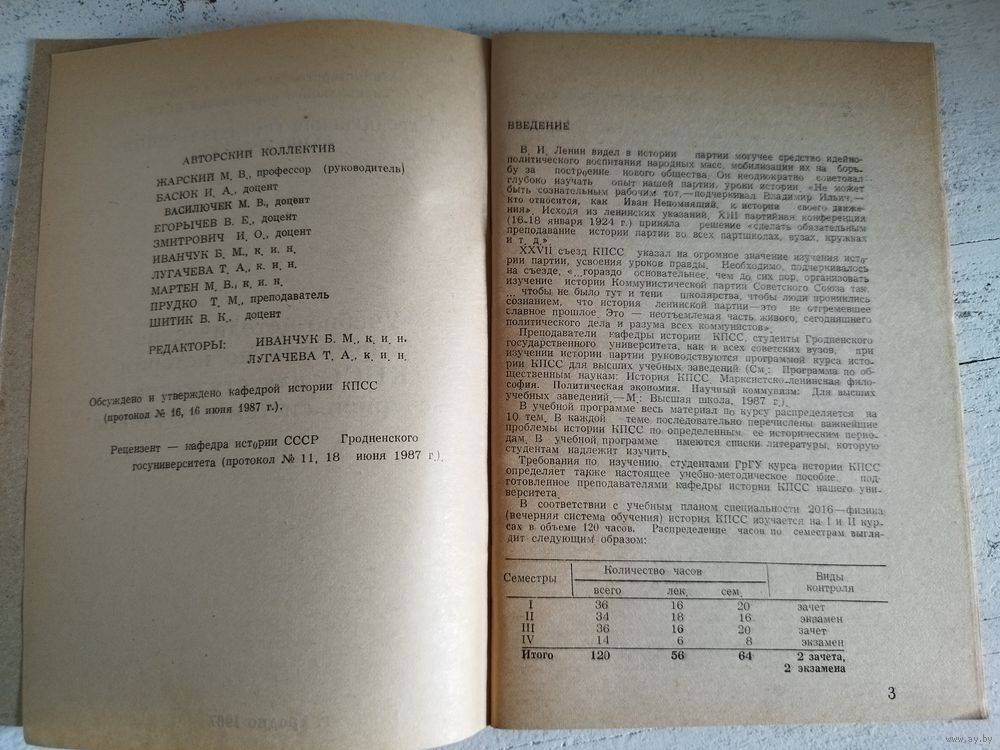 АВТОРСКИЙ КОЛЛЕКТИВ
ЖАРСКИЙ М. В., профессор (руководитель)
БАСЮК И. А., доцент
ВАСИЛЮЧЕК М. В., доцент
ЕГОРЫЧЕВ В. Е., доцент
ЗМИТРОВИЧ И. О., доцент
ИВАНЧУК Б. М., к. и. н.
ЛУГАЧЕВА Т. А., к. и. н.
МАРТЕН М. В., к. и. н.
ПРУДКО Т. М., преподаватель
ШИТИК В. К., доцент
РЕДАКТОРЫ: ИВАНЧУК Б. М., к. и. н.
ЛУГАЧЕВА Т. А., к. и. н.
Обсуждено и утверждено кафедрой истории КПСС
(протокол № 16, 16 июня 1987 г.).
Рецензент — кафедра истории СССР Гродненского
госуниверситета (протокол № 11, 18 июня 1987 г.).
ВВЕДЕНИЕ
В. И. Ленин видел в истории партии могучее средство идейно-
политического воспитания народных масс, мобилизации их на борь-
бу за построение нового общества. Он неоднократно советовал
глубоко изучать опыт нашей партии, уроки истории. «Не может
быть сознательным рабочим тот, — подчеркивал Владимир Ильич, —
кто относится, как Иван Непомнящий, к истории своего движе-
ния». Исходя из ленинских указаний, XIII партийная конференция
(16-18 января 1924 г.) приняла решение «сделать обязательным
преподавание истории партии во всех партшколах, вузах, кружках
и т. д.»
XXVII съезд КПСС указал на огромное значение изучения исто-
рии партии, усвоения уроков правды. Необходимо, подчеркивалось
на съезде, «...гораздо основательнее, чем до сих пор, организовать
изучение истории Коммунистической партии Советского Союза так,
... чтобы не было тут и тени школярства, чтобы люди прониклись
сознанием, что история ленинской партии—это не отгремевшее
славное прошлое. Это — неотъемлемая часть живого, сегодняшнего
политического дела и разума всех коммунистов».
Преподаватели кафедры истории КПСС, студенты Гродненского
государственного университета, как и всех советских вузов, при
изучении истории партии руководствуются программой курса исто-
рии КПСС для высших учебных заведений (См.: Программа по об-
щественным наукам: История КПСС. Марксистско-ленинская фило-
софия. Политическая экономия. Научный коммунизм: Для высших
учебных заведений.—М.: Высшая школа, 1987 г.).
В учебной программе весь материал по курсу распределяется на
10 тем. В каждой теме последовательно перечислены важнейшие
проблемы истории КПСС по определенным ее историческим перио-
дам. В учебной программе имеются списки литературы, которую
студентам надлежит изучить.
Требования по изучению студентами ГрГУ курса истории КПСС
определяет также настоящее учебно-методическое пособие, под-
готовленное преподавателями кафедры истории КПСС нашего уни-
верситета.
В соответствии с учебным планом специальности 2016—физика
(вечерняя система обучения) история КПСС изучается на I и II кур-
сах в объеме 120 часов. Распределение часов по семестрам выгля-
дит следующим образом:
Семестры Количество часов Виды контроля
всего лек. сем.
I 36 16 20 зачет
II 34 18 16 экзамен
III 36 16 20 зачет
IV 14 6 8 экзамен
Итого 120 56 64 2 зачета,
2 экзамена
3
www.ay.by